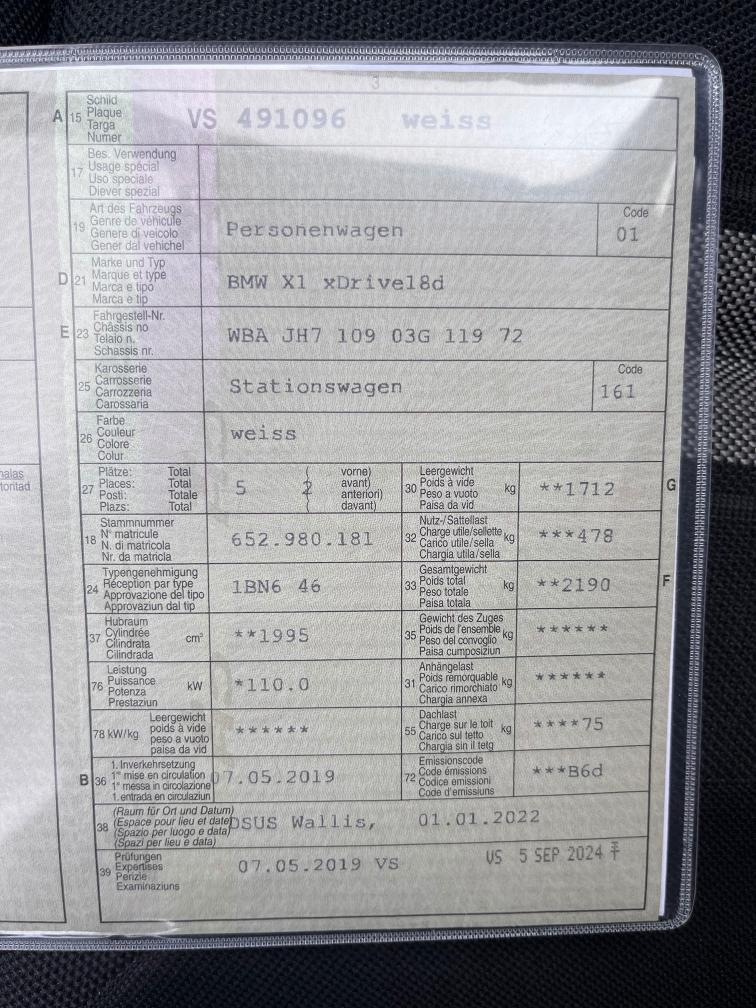 3
A 15 Schild
Plaque
Targa
Numer
VS 491096 weiss
17 Bes. Verwendung
Usage spécial
Uso speciale
Diever spezial
19 Art des Fahrzeugs
Genre de véhicule
Genere di veicolo
Gener dal vehichel
Personenwagen
Code
01
D 21 Marke und Typ
Marque et type
Marca e tipo
Marca e tip
BMW X1 xDrive18d
E 23 Fahrgestell-Nr.
Châssis no
Telaio n.
Schassis nr.
WBA JH7 109 03G 119 72
25 Karosserie
Carrosserie
Carrozzeria
Carossaria
Stationswagen
Code
161
26 Farbe
Couleur
Colore
Colur
weiss
27 Plätze: Total
Places: Total
Posti: Totale
Plazs: Total
5 ( 2 vorne)
avant)
anteriori)
davant)
30 Leergewicht
Poids à vide
Peso a vuoto
Paisa da vid
kg
**1712
G
18 Stammnummer
N° matricule
N. di matricola
Nr. da matricla
652.980.181
32 Nutz-/Sattellast
Charge utile/sellette
Carico utile/sella
Chargia utila/sella
kg
***478
24 Typengenehmigung
Réception par type
Approvazione del tipo
Approvaziun dal tip
1BN6 46
33 Gesamtgewicht
Poids total
Peso totale
Paisa totala
kg
**2190
F
37 Hubraum
Cylindrée
Cilindrata
Cilindrada
cm³
**1995
35 Gewicht des Zuges
Poids de l'ensemble
Peso del convoglio
Paisa cumposiziun
kg
******
76 Leistung
Puissance
Potenza
Prestaziun
kW
*110.0
31 Anhängelast
Poids remorquable
Carico rimorchiato
Chargia annexa
kg
******
78 kW/kg Leergewicht
poids à vide
peso a vuoto
paisa da vid
******
55 Dachlast
Charge sur le toit
Carico sul tetto
Chargia sin il tetg
kg
****75
B 36 1. Inverkehrsetzung
1re mise en circulation
1a messa in circolazione
1. entrada en circulaziun
07.05.2019
72 Emissionscode
Code émissions
Codice emissioni
Code d'emissiuns
***B6d
38 (Raum für Ort und Datum)
(Espace pour lieu et date)
(Spazio per luogo e data)
(Spazi per lieu e data)
DSUS Wallis, 01.01.2022
39 Prüfungen
Expertises
Perizie
Examinaziuns
07.05.2019 VS
VS 5 SEP 2024